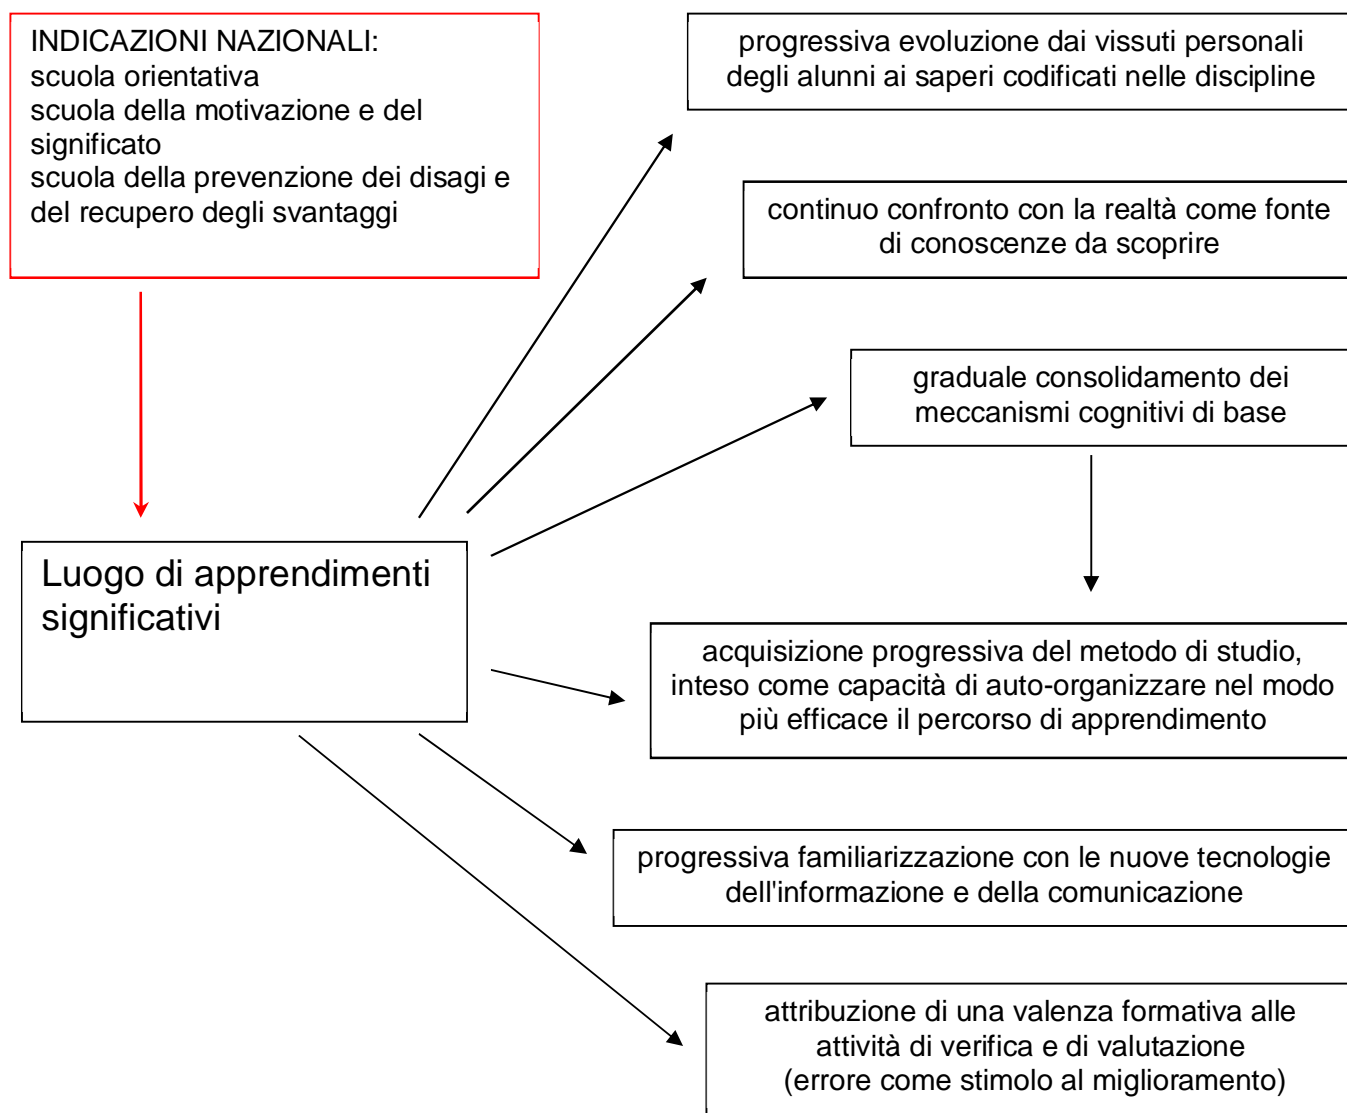 INDICAZIONI NAZIONALI:
scuola orientativa
scuola della motivazione e del
significato
scuola della prevenzione dei disagi e
del recupero degli svantaggi
progressiva evoluzione dai vissuti personali
degli alunni ai saperi codificati nelle discipline
continuo confronto con la realtà come fonte
di conoscenze da scoprire
graduale consolidamento dei
meccanismi cognitivi di base
Luogo di apprendimenti
significativi
acquisizione progressiva del metodo di studio,
inteso come capacità di auto-organizzare nel modo
più efficace il percorso di apprendimento
progressiva familiarizzazione con le nuove tecnologie
dell'informazione e della comunicazione
attribuzione di una valenza formativa alle
attività di verifica e di valutazione
(errore come stimolo al miglioramento)